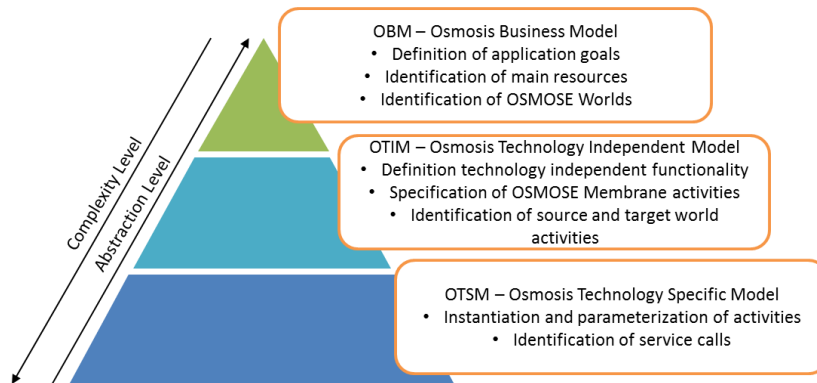 OBM – Osmosis Business Model
• Definition of application goals
• Identification of main resources
• Identification of OSMOSE Worlds
OTIM – Osmosis Technology Independent Model
• Definition technology independent functionality
• Specification of OSMOSE Membrane activities
• Identification of source and target world
activities
OTSM – Osmosis Technology Specific Model
• Instantiation and parameterization of activities
• Identification of service calls
Complexity Level
Abstraction Level